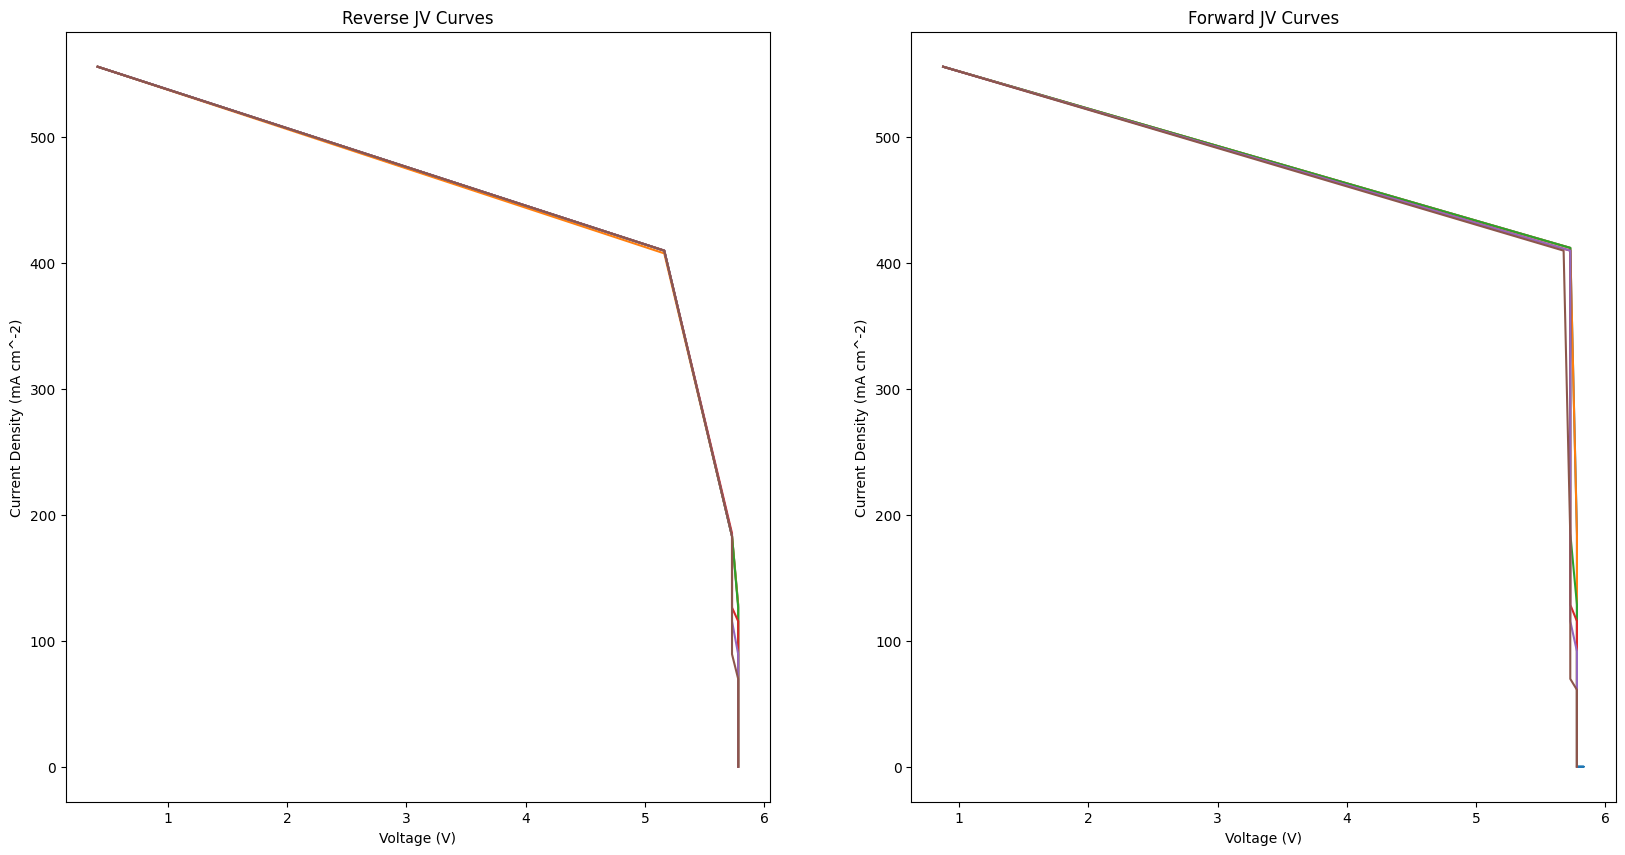 Reverse JV Curves
Forward JV Curves
500
400
300
200
100
0
Current Density (mA cm^-2)
1 2 3 4 5 6
Voltage (V)
500
400
300
200
100
0
Current Density (mA cm^-2)
1 2 3 4 5 6
Voltage (V)